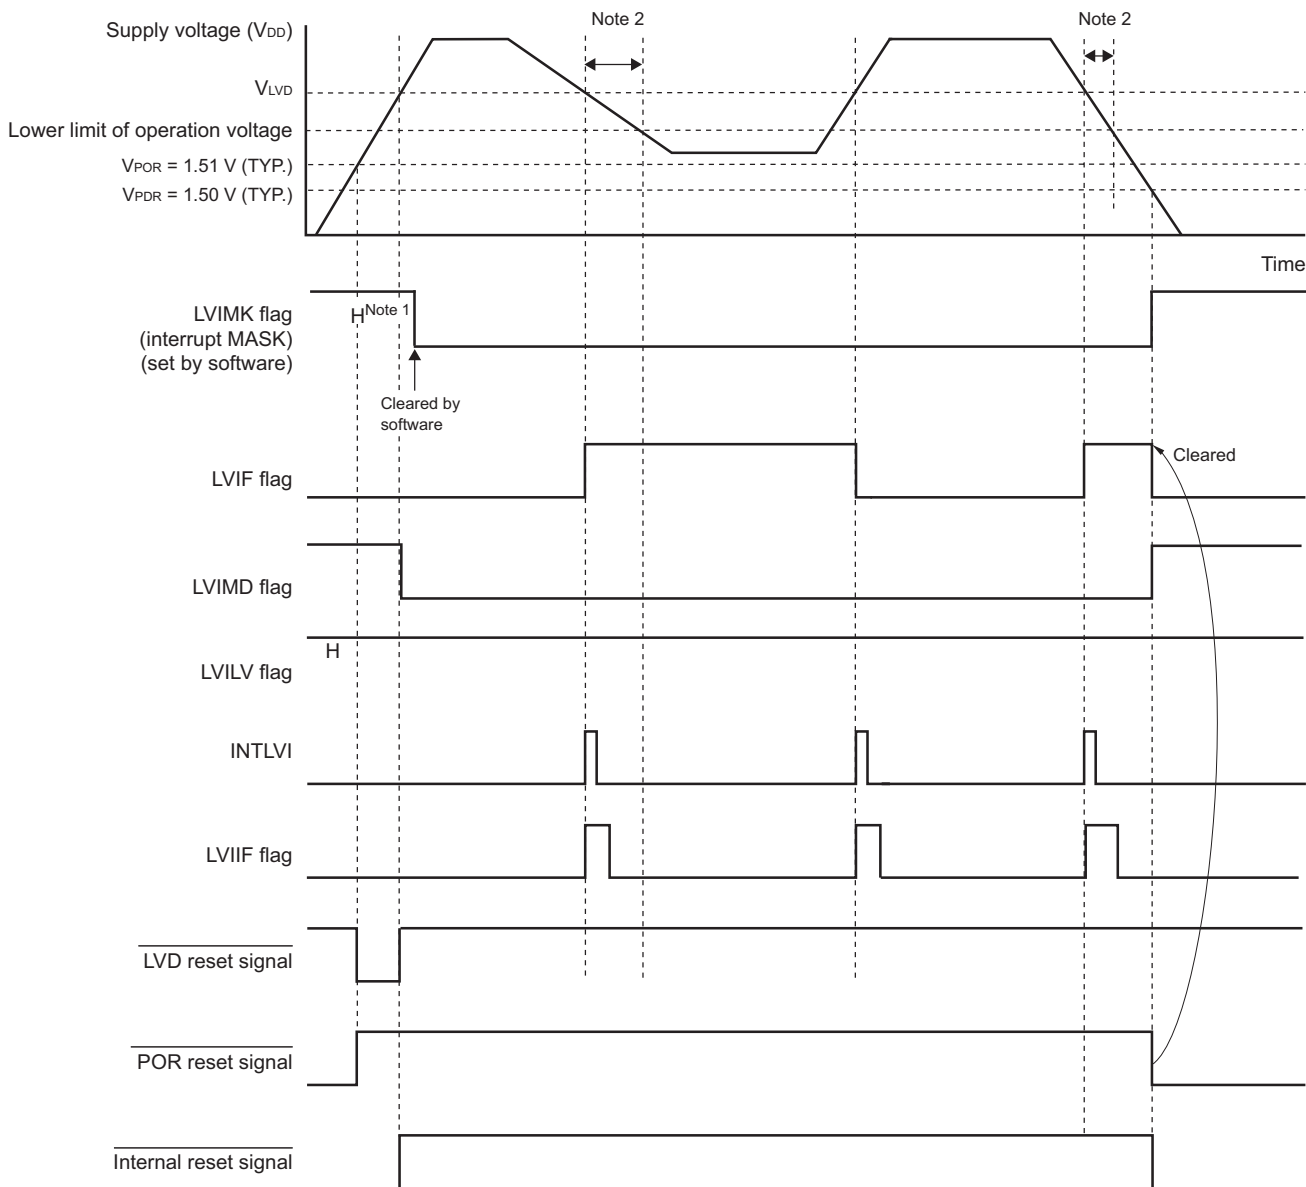 Note 2
Note 2
Supply voltage (VDD)
VLVD
Lower limit of operation voltage
VPOR = 1.51 V (TYP.)
VPDR = 1.50 V (TYP.)
Time
LVIMK flag
(interrupt MASK)
(set by software)
H Note 1
Cleared by
software
LVIF flag
Cleared
LVIMD flag
H
LVILV flag
INTLVI
LVIIF flag
LVD reset signal
POR reset signal
Internal reset signal